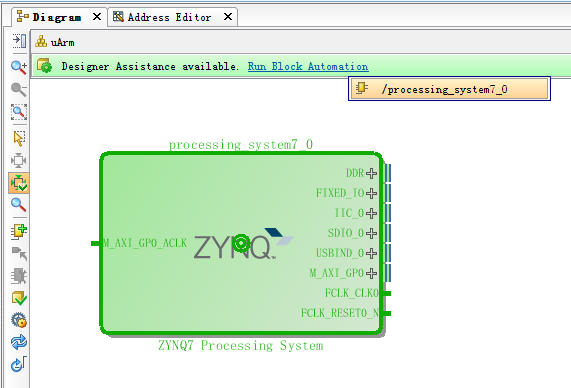 Diagram
Address Editor
uArm
Designer Assistance available. Run Block Automation
/processing_system7_0
processing_system7_0
DDR
FIXED_IO
IIC_0
SDIO_0
USBIND_0
M_AXI_GP0_ACLK
ZYNQ
M_AXI_GP0
FCLK_CLK0
FCLK_RESET0_N
ZYNQ7 Processing System